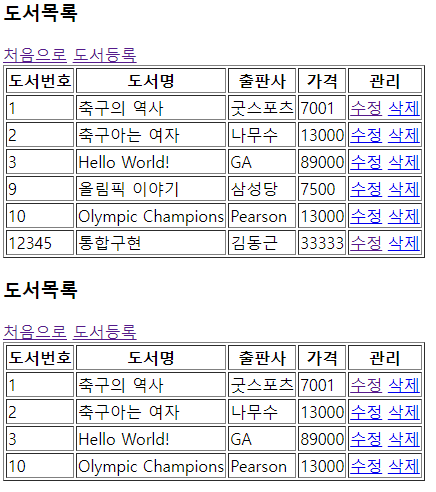 도서목록
처음으로 도서등록
도서번호 도서명 출판사 가격 관리
1 축구의 역사 굿스포츠 7001 수정 삭제
2 축구아는 여자 나무수 13000 수정 삭제
3 Hello World! GA 89000 수정 삭제
9 올림픽 이야기 삼성당 7500 수정 삭제
10 Olympic Champions Pearson 13000 수정 삭제
12345 통합구현 김동근 33333 수정 삭제
도서목록
처음으로 도서등록
도서번호 도서명 출판사 가격 관리
1 축구의 역사 굿스포츠 7001 수정 삭제
2 축구아는 여자 나무수 13000 수정 삭제
3 Hello World! GA 89000 수정 삭제
10 Olympic Champions Pearson 13000 수정 삭제